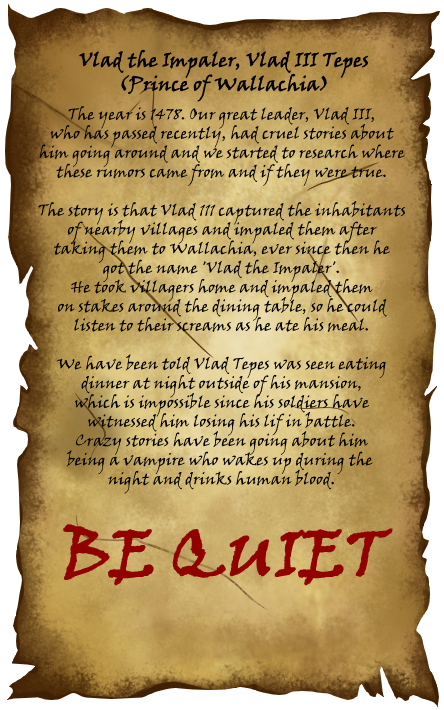 Vlad the Impaler, Vlad III Tepes
(Prince of Wallachia)
The year is 1478. Our great leader, Vlad III,
who has passed recently, had cruel stories about
him going around and we started to research where
these rumors came from and if they were true.
The story is that Vlad III captured the inhabitants
of nearby villages and impaled them after
taking them to Wallachia, ever since then he
got the name 'Vlad the Impaler'.
He took villagers home and impaled them
on stakes around the dining table, so he could
listen to their screams as he ate his meal.
We have been told Vlad Tepes was seen eating
dinner at night outside of his mansion,
which is impossible since his soldiers have
witnessed him losing his lif in battle.
Crazy stories have been going about him
being a vampire who wakes up during the
night and drinks human blood.
BE QUIET